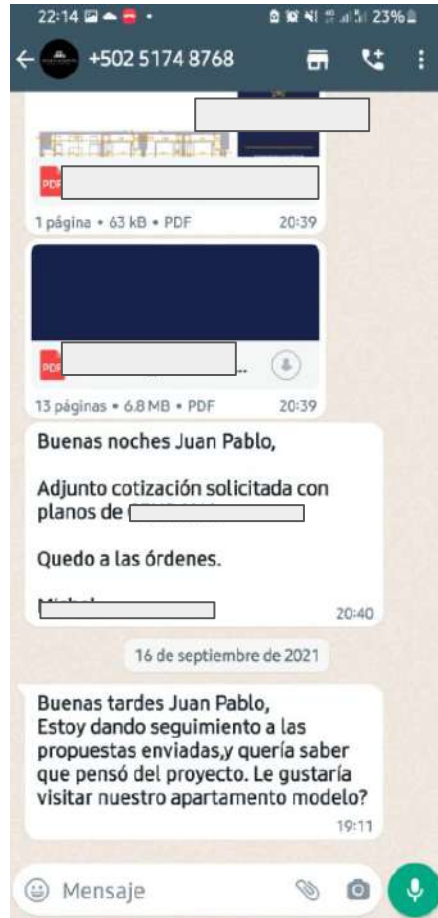 22:14 23%
+502 5174 8768
PDF
1 página • 63 kB • PDF 20:39
PDF
...
13 páginas • 6.8 MB • PDF 20:39
Buenas noches Juan Pablo,
Adjunto cotización solicitada con
planos de
Quedo a las órdenes.
20:40
16 de septiembre de 2021
Buenas tardes Juan Pablo,
Estoy dando seguimiento a las
propuestas enviadas,y quería saber
que pensó del proyecto. Le gustaría
visitar nuestro apartamento modelo?
19:11
Mensaje